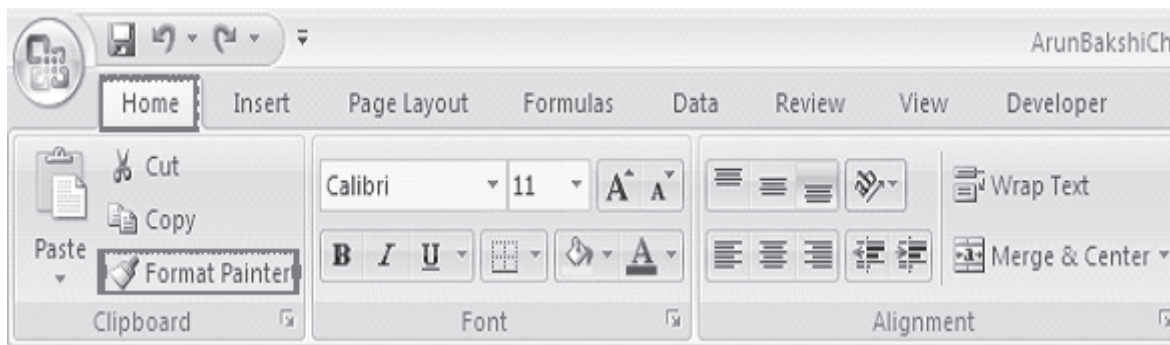 ArunBakshiCh
Home Insert Page Layout Formulas Data Review View Developer
Cut
Copy
Paste
Format Painter
Clipboard
Calibri 11 A A
B I U A
Font
Wrap Text
Merge & Center
Alignment